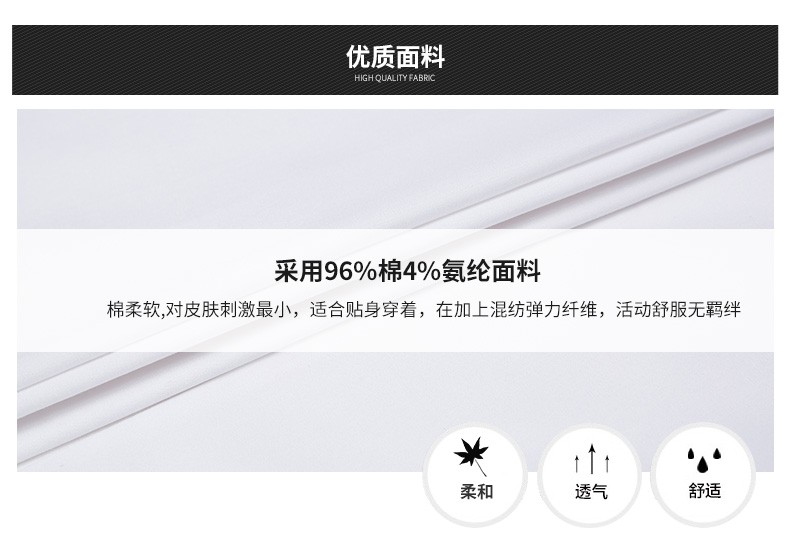 优质面料
HIGH QUALITY FABRIC
采用96%棉4%氨纶面料
棉柔软,对皮肤刺激最小，适合贴身穿着，在加上混纺弹力纤维，活动舒服无羁绊
柔和
透气
舒适